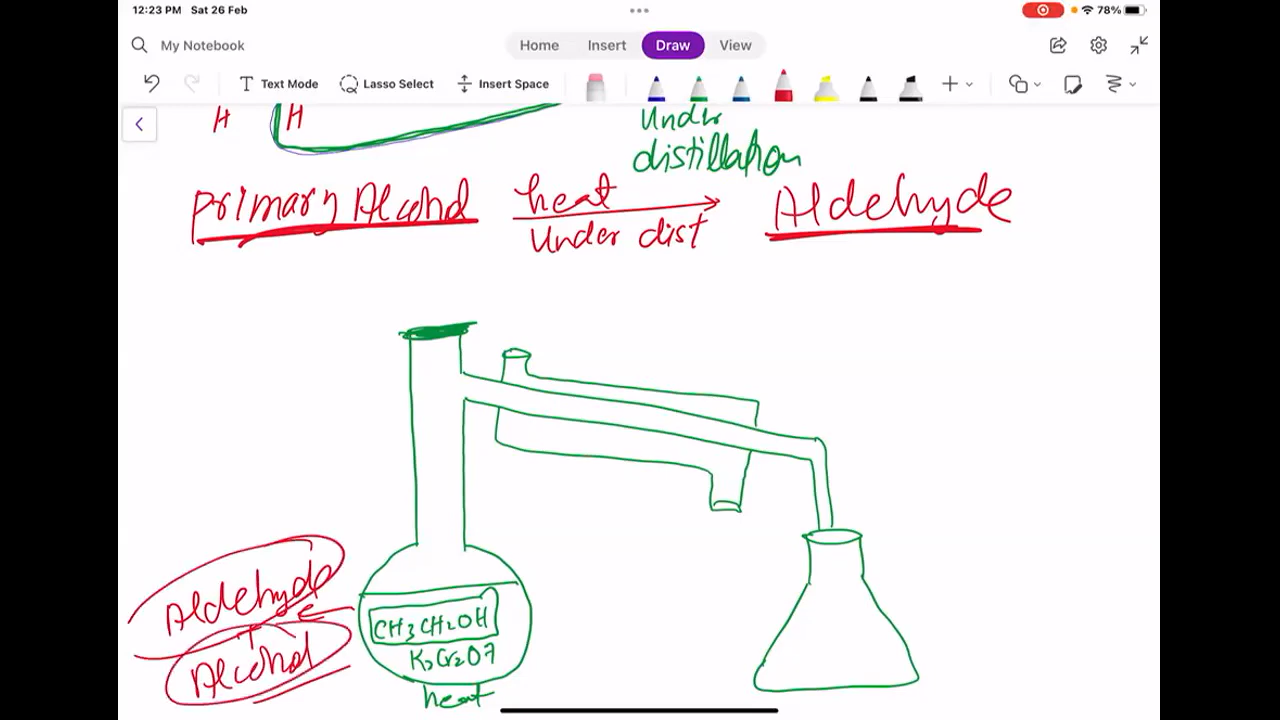 12:23 PM Sat 26 Feb
78%
My Notebook
Home Insert Draw View
Text Mode Lasso Select Insert Space
H H
Under
distillation
Primary Alcohol heat Aldehyde
Under dist
Aldehyde
+
Alcohol
CH3CH2OH
K2Cr2O7
heat